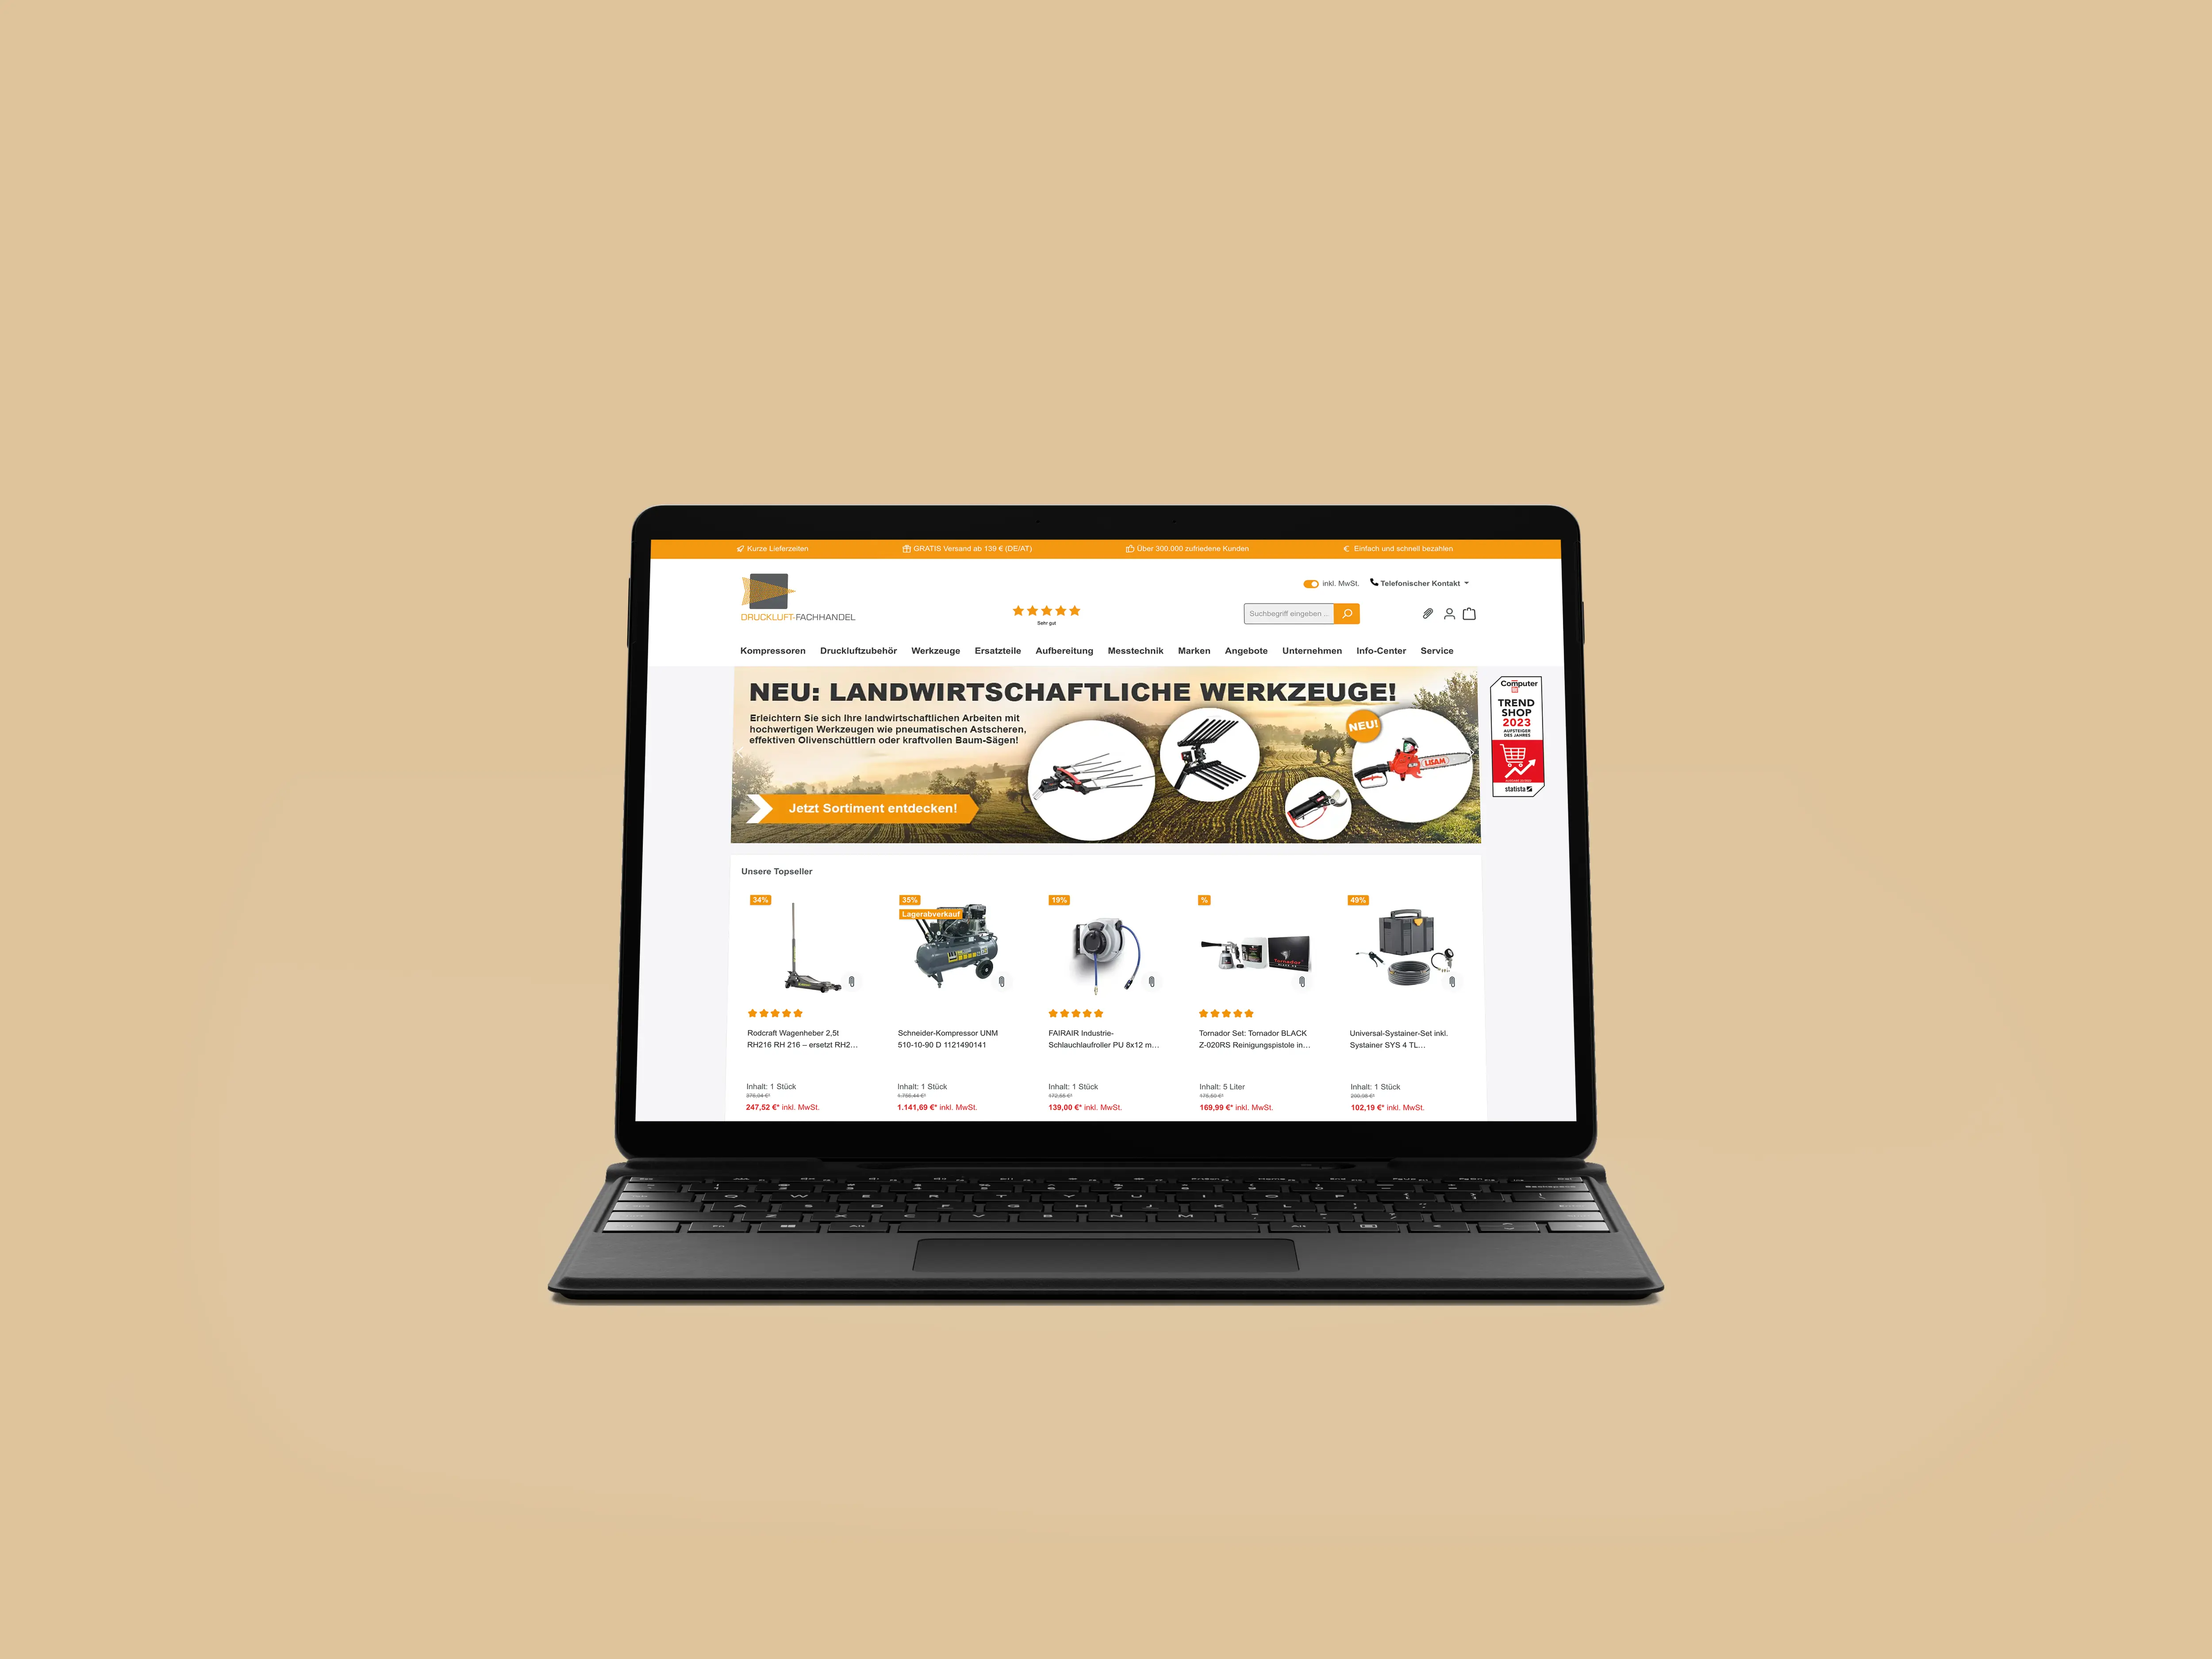 Kurze Lieferzeiten
GRATIS Versand ab 139 € (DE/AT)
Über 300.000 zufriedene Kunden
€ Einfach und schnell bezahlen
inkl. MwSt.
Telefonischer Kontakt
DRUCKLUFT-FACHHANDEL
Sehr gut
Suchbegriff eingeben ...
Kompressoren Druckluftzubehör Werkzeuge Ersatzteile Aufbereitung Messtechnik Marken Angebote Unternehmen Info-Center Service
NEU: LANDWIRTSCHAFTLICHE WERKZEUGE!
Erleichtern Sie sich Ihre landwirtschaftlichen Arbeiten mit
hochwertigen Werkzeugen wie pneumatischen Astscheren,
effektiven Olivenschüttlern oder kraftvollen Baum-Sägen!
Jetzt Sortiment entdecken!
NEU!
LISAM
Computer
TREND
SHOP
2023
AUFSTEIGER
DES JAHRES
statista
Unsere Topseller
34%
35%
Lagerabverkauf
19%
%
49%
Rodcraft Wagenheber 2,5t
RH216 RH 216 – ersetzt RH2...
Schneider-Kompressor UNM
510-10-90 D 1121490141
FAIRAIR Industrie-
Schlauchlaufroller PU 8x12 m...
Tornador Set: Tornador BLACK
Z-020RS Reinigungspistole in...
Universal-Systainer-Set inkl.
Systainer SYS 4 TL...
Inhalt: 1 Stück
Inhalt: 1 Stück
Inhalt: 1 Stück
Inhalt: 5 Liter
Inhalt: 1 Stück
247,52 €* inkl. MwSt.
1.141,69 €* inkl. MwSt.
139,00 €* inkl. MwSt.
169,99 €* inkl. MwSt.
102,19 €* inkl. MwSt.
Q W E R T Y U I O P
A S D F G H J K L
Z X C V B N M
Fn Alt Alt